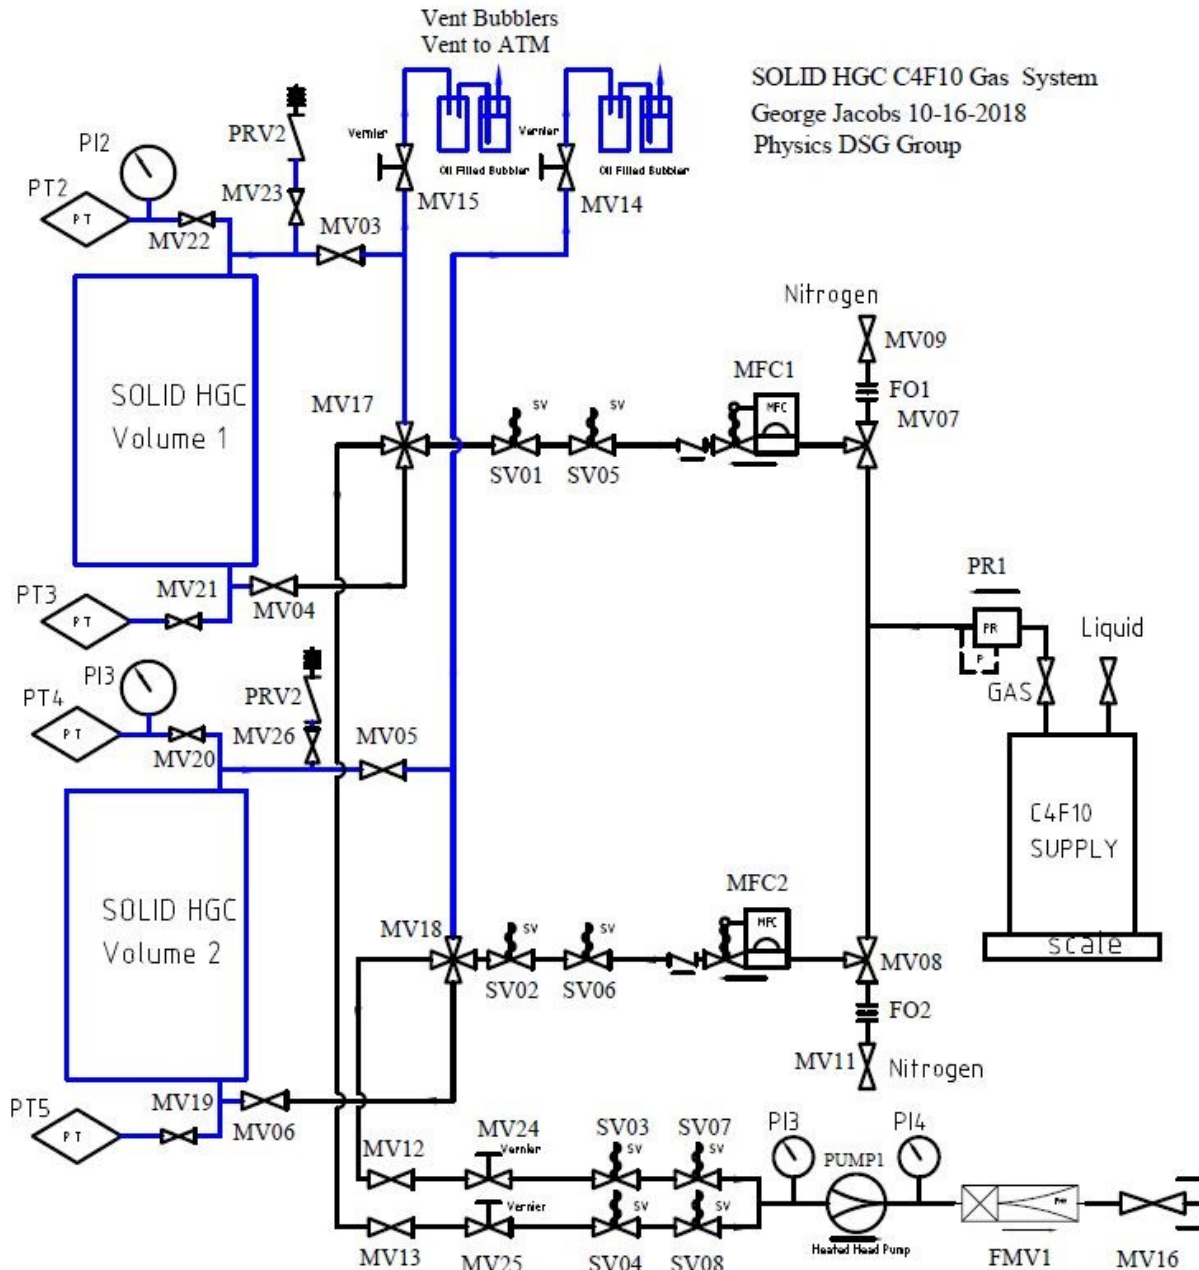 Vent Bubblers
Vent to ATM
SOLID HGC C4F10 Gas System
George Jacobs 10-16-2018
Physics DSG Group
PI2
PRV2
Vernier
Vernier
Oil Filled Bubbler
Oil Filled Bubbler
PT2
PT
MV23
MV15
MV14
MV22
MV03
Nitrogen
MV09
SOLID HGC
Volume 1
MV17
SV
SV
MFC1
MFC
FO1
MV07
SV01
SV05
PT3
PT
MV21
MV04
PR1
PR
P
Liquid
GAS
PI3
PRV2
PT4
PT
MV26
MV05
MV20
C4F10
SUPPLY
scale
SOLID HGC
Volume 2
MV18
SV
SV
MFC2
MFC
MV08
SV02
SV06
FO2
MV11
Nitrogen
PT5
PT
MV19
MV06
MV12
MV24
Vernier
SV03
SV
SV07
SV
PI3
PUMP1
PI4
Vernier
SV
SV
Heated Head Pump
MV13
MV25
SV04
SV08
FMV1
MV16